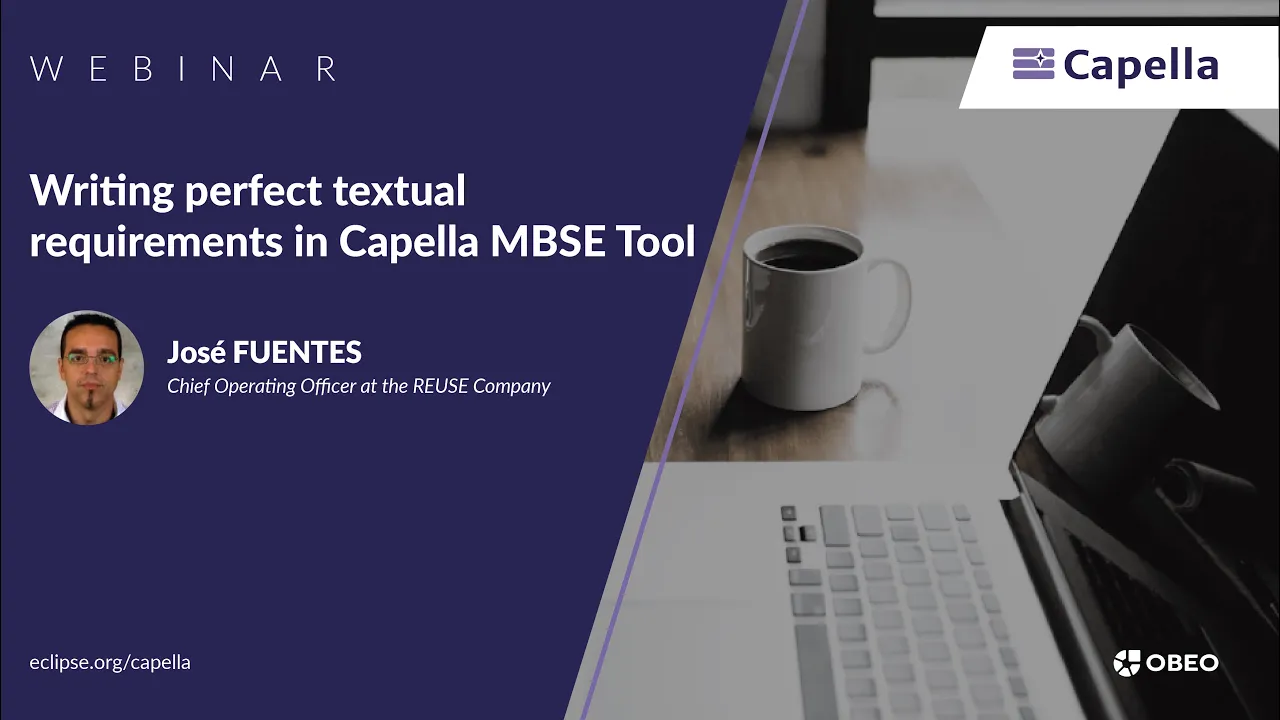 WEBINAR
Capella
Writing perfect textual
requirements in Capella MBSE Tool
José FUENTES
Chief Operating Officer at the REUSE Company
eclipse.org/capella
OBEO